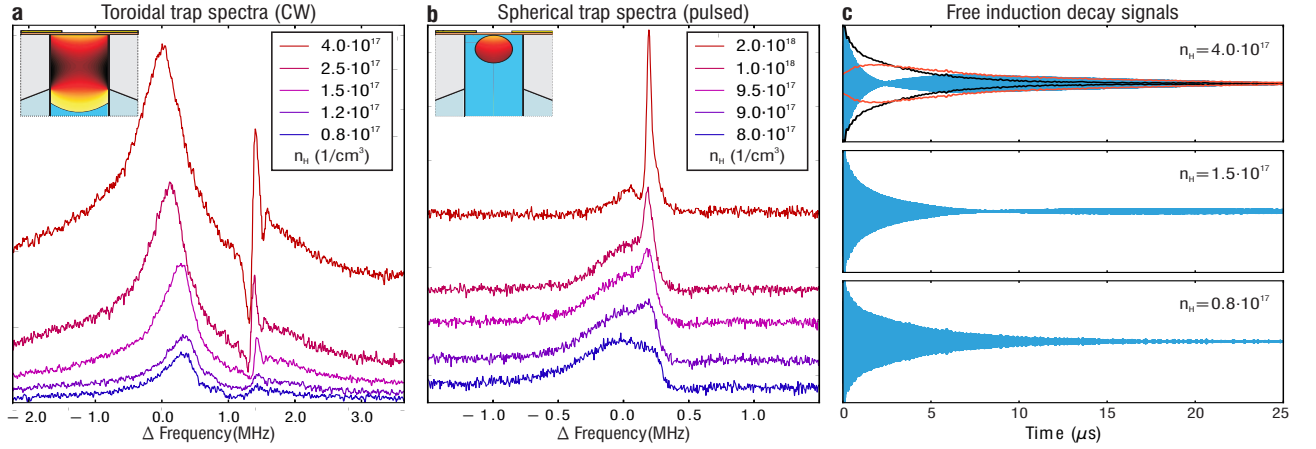 a Toroidal trap spectra (CW)
4.0·10¹⁷
2.5·10¹⁷
1.5·10¹⁷
1.2·10¹⁷
0.8·10¹⁷
n_H (1/cm³)
− 2.0 − 1.0 0.0 1.0 2.0 3.0
Δ Frequency(MHz)
b Spherical trap spectra (pulsed)
2.0·10¹⁸
1.0·10¹⁸
9.5·10¹⁷
9.0·10¹⁷
8.0·10¹⁷
n_H (1/cm³)
− 1.0 − 0.5 0.0 0.5 1.0
Δ Frequency(MHz)
c Free induction decay signals
n_H=4.0·10¹⁷
n_H=1.5·10¹⁷
n_H=0.8·10¹⁷
0 5 10 15 20 25
Time (μs)